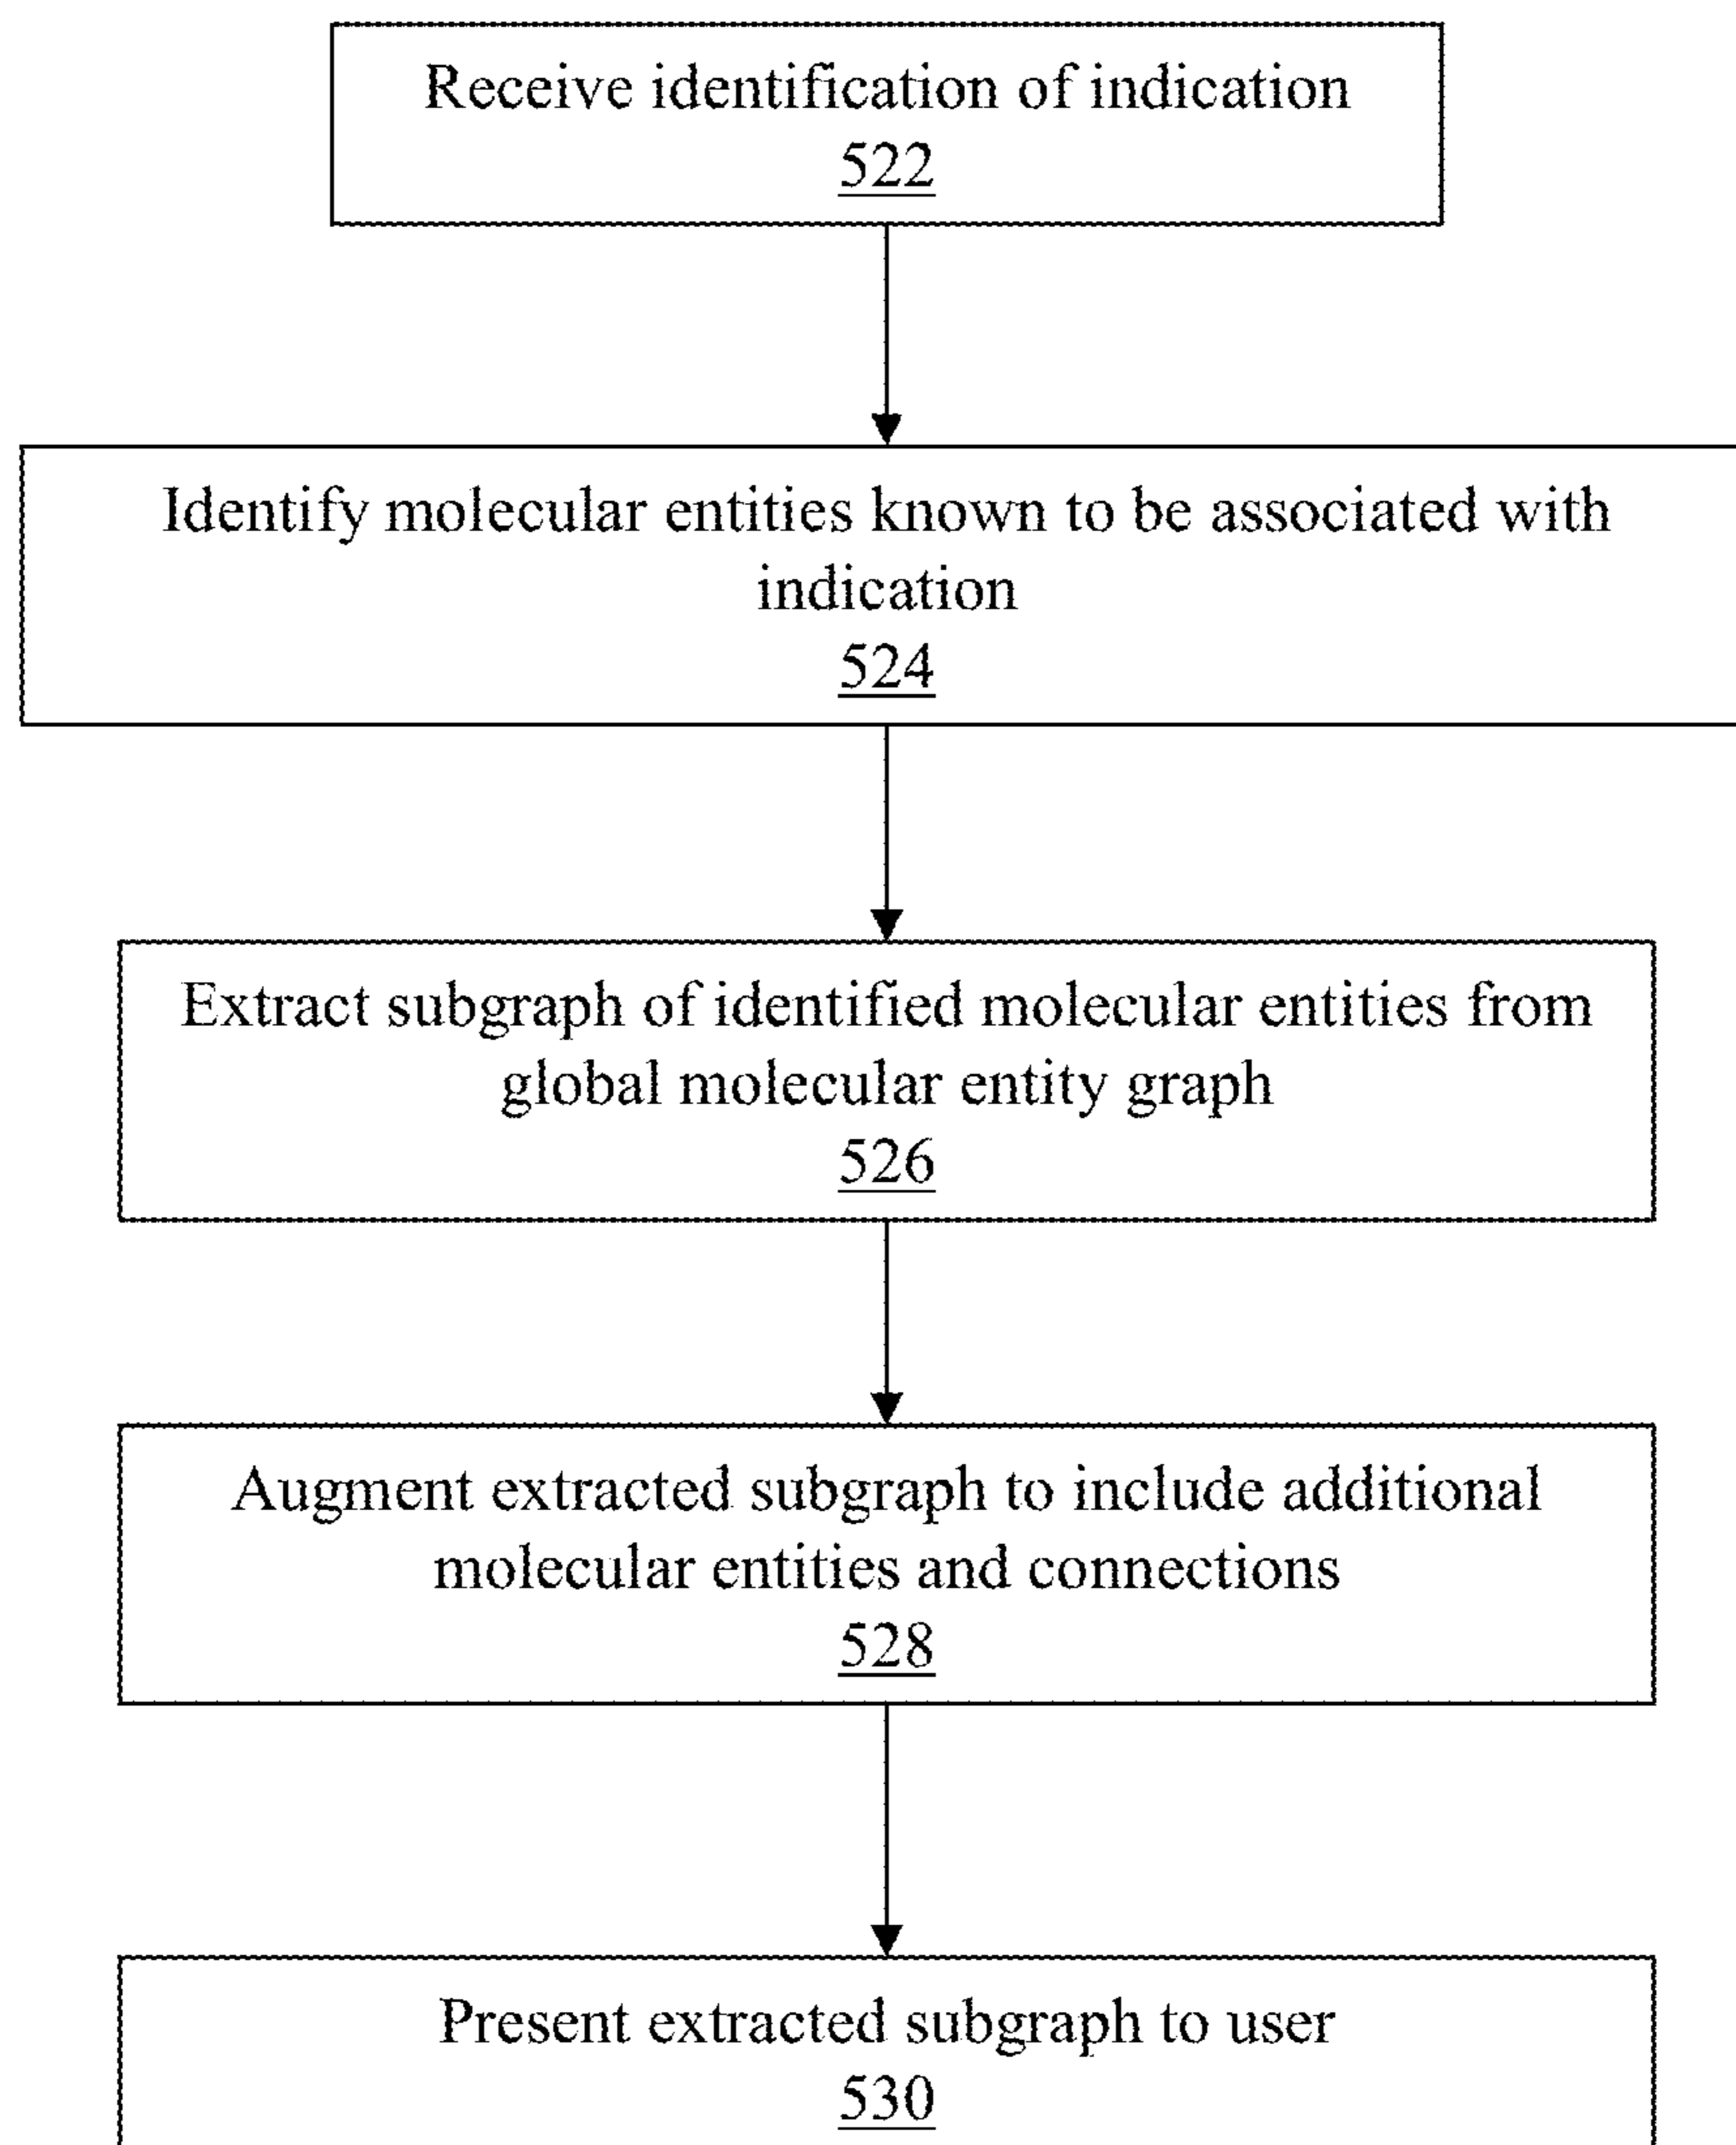 Receive identification of indication
522
Identify molecular entities known to be associated with
indication
524
Extract subgraph of identified molecular entities from
global molecular entity graph
526
Augment extracted subgraph to include additional
molecular entities and connections
528
Present extracted subgraph to user
530